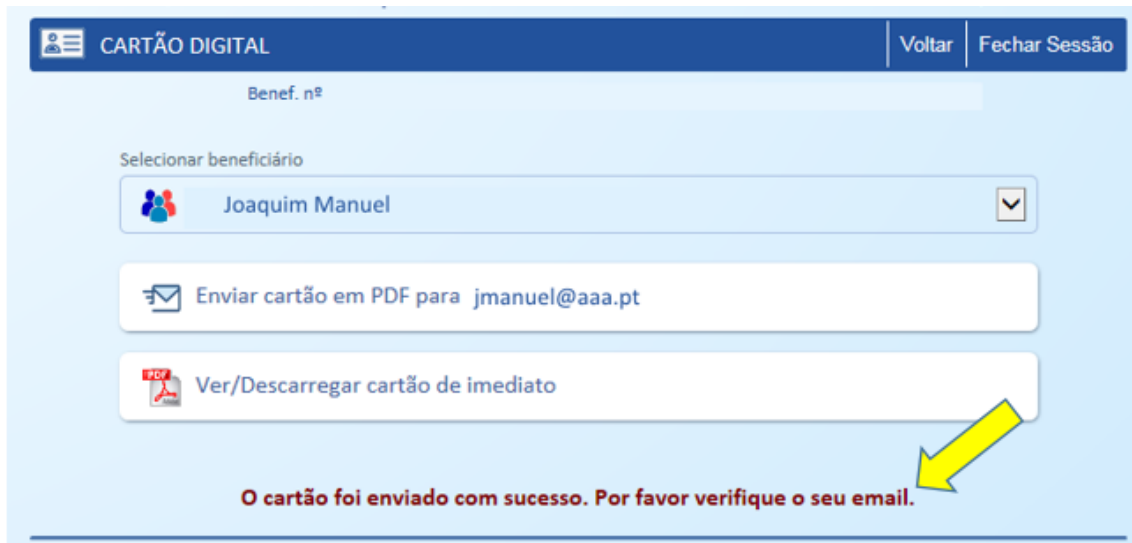 CARTÃO DIGITAL
Voltar
Fechar Sessão
Benef. nº
Selecionar beneficiário
Joaquim Manuel
Enviar cartão em PDF para jmanuel@aaa.pt
PDF
Ver/Descarregar cartão de imediato
O cartão foi enviado com sucesso. Por favor verifique o seu email.